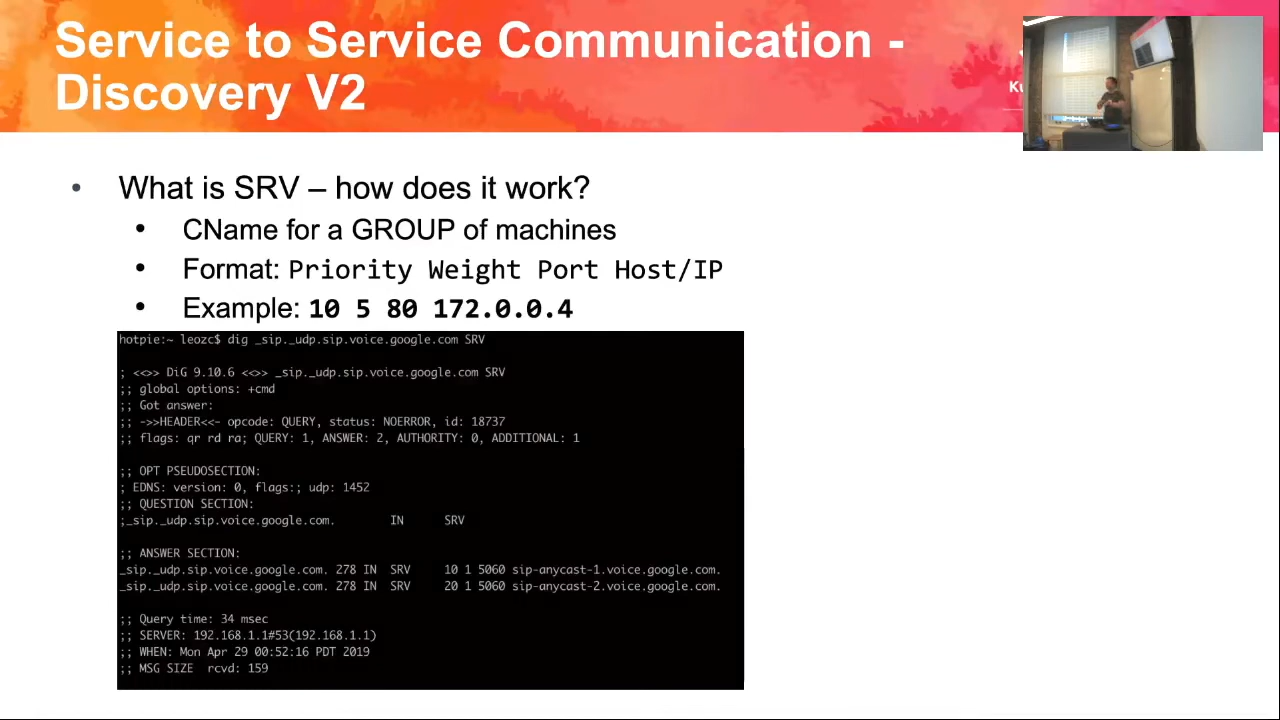 Service to Service Communication -
Discovery V2
Ku
• What is SRV – how does it work?
• CName for a GROUP of machines
• Format: Priority Weight Port Host/IP
• Example: 10 5 80 172.0.0.4
hotpie:~ leozc$ dig _sip._udp.sip.voice.google.com SRV
; <<>> DiG 9.10.6 <<>> _sip._udp.sip.voice.google.com SRV
;; global options: +cmd
;; Got answer:
;; ->>HEADER<<- opcode: QUERY, status: NOERROR, id: 18737
;; flags: qr rd ra; QUERY: 1, ANSWER: 2, AUTHORITY: 0, ADDITIONAL: 1
;; OPT PSEUDOSECTION:
; EDNS: version: 0, flags:; udp: 1452
;; QUESTION SECTION:
;_sip._udp.sip.voice.google.com. IN SRV
;; ANSWER SECTION:
_sip._udp.sip.voice.google.com. 278 IN SRV 10 1 5060 sip-anycast-1.voice.google.com.
_sip._udp.sip.voice.google.com. 278 IN SRV 20 1 5060 sip-anycast-2.voice.google.com.
;; Query time: 34 msec
;; SERVER: 192.168.1.1#53(192.168.1.1)
;; WHEN: Mon Apr 29 00:52:16 PDT 2019
;; MSG SIZE rcvd: 159